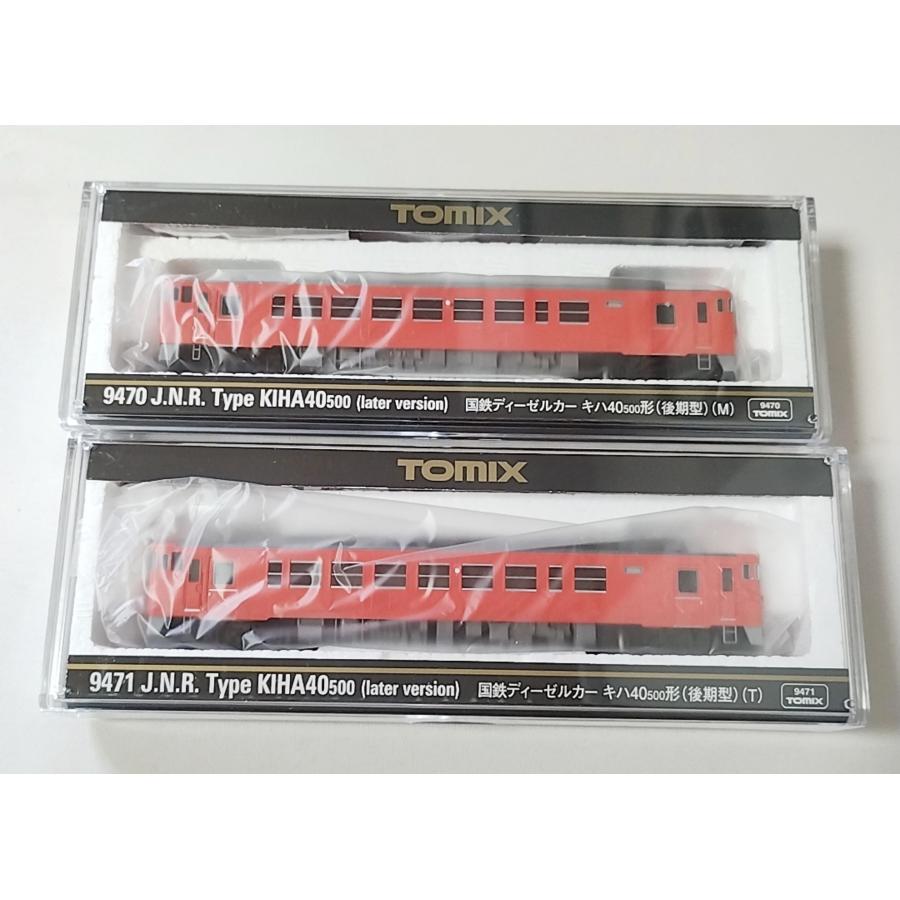 TOMIX
9470 J.N.R. Type KIHA40500 (later version) 国鉄ディーゼルカー キハ40500形(後期型)(M) 9470 TOMIX
TOMIX
9471 J.N.R. Type KIHA40500 (later version) 国鉄ディーゼルカー キハ40500形(後期型)(T) 9471 TOMIX